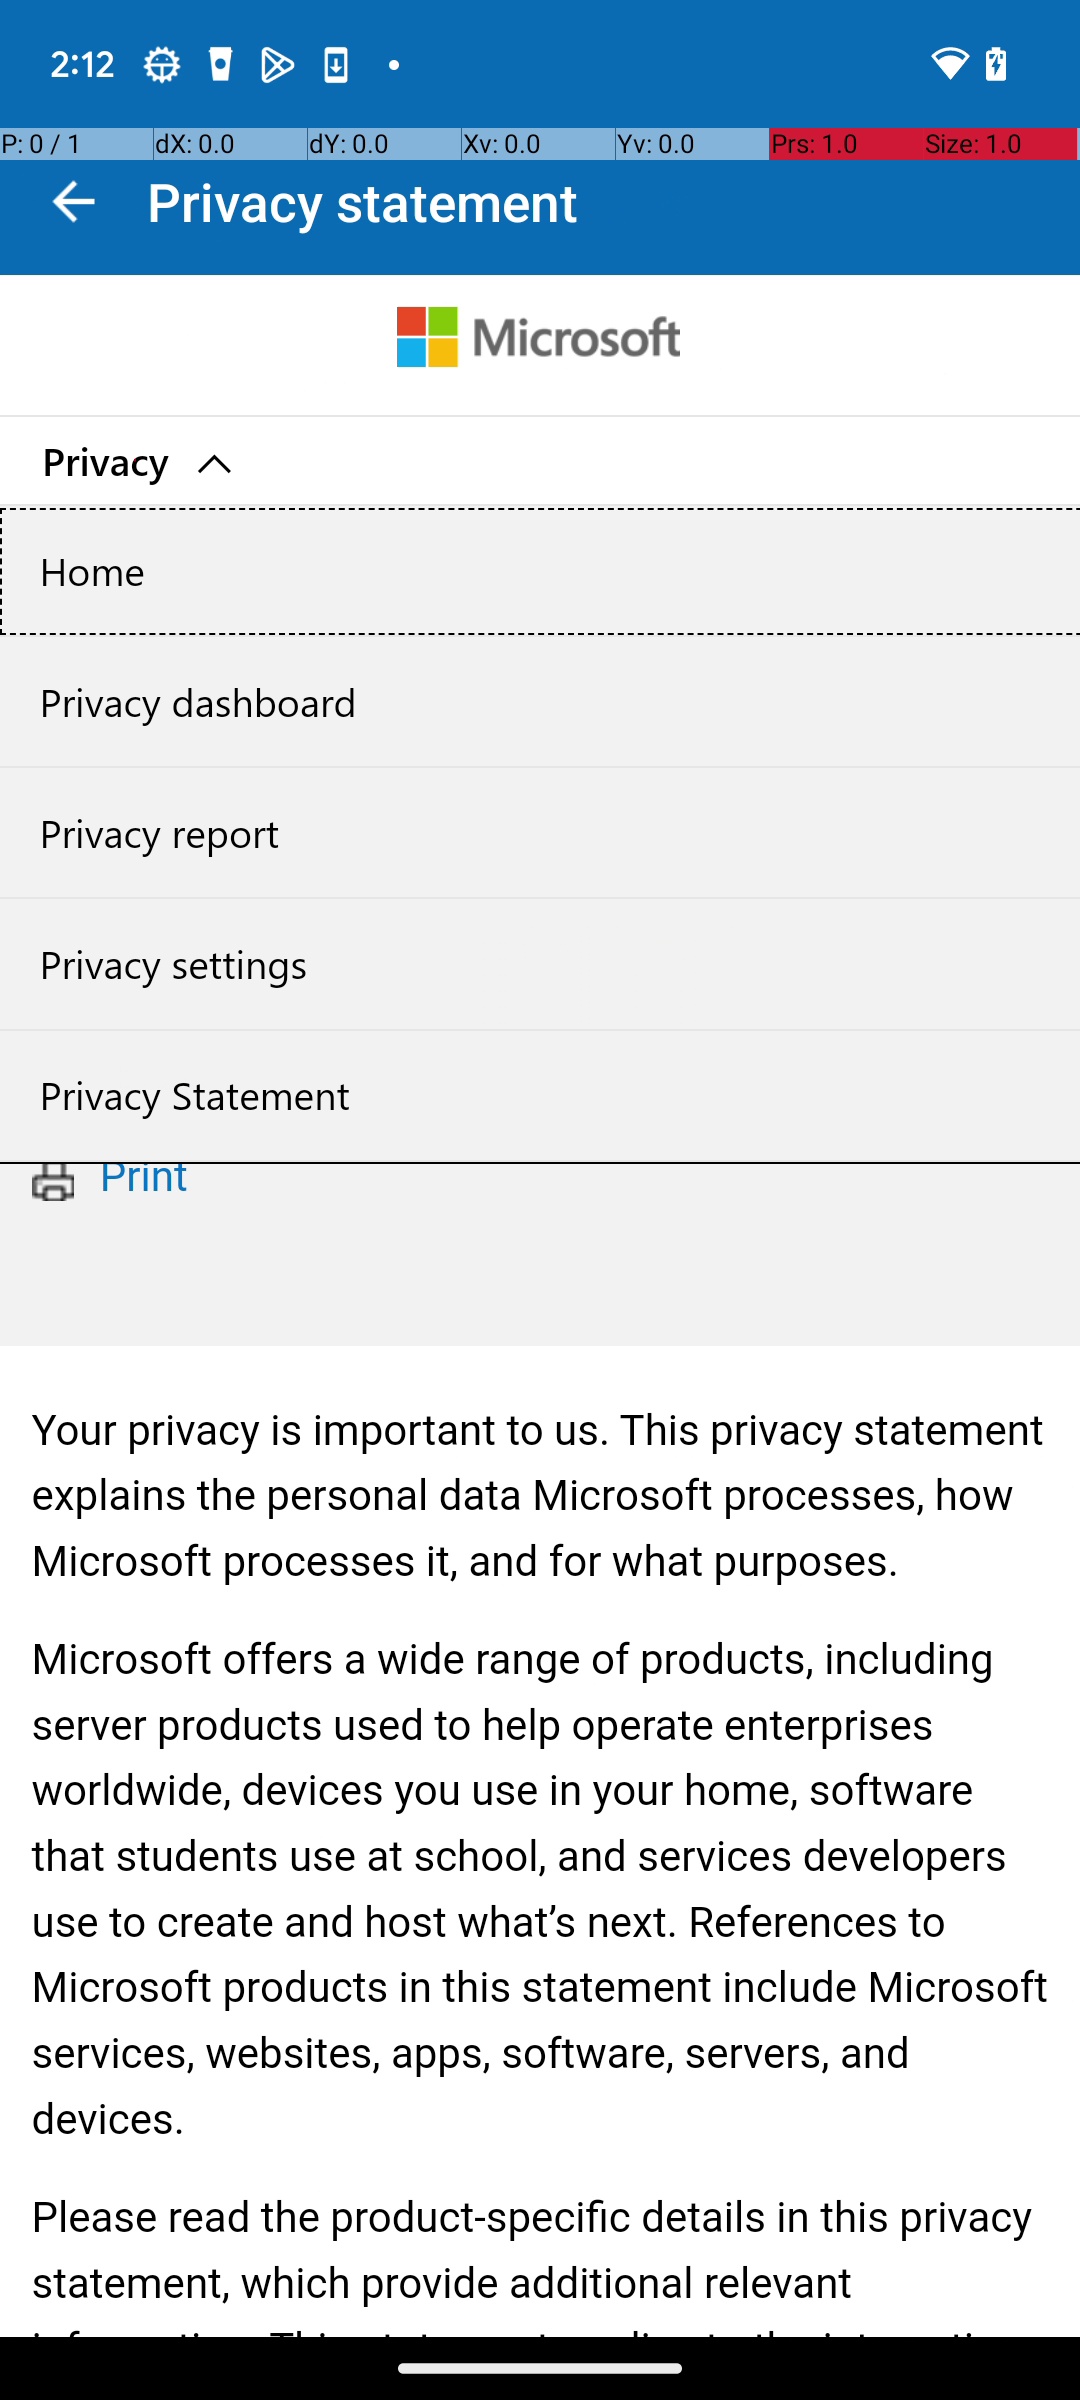 2:12
P: 0 / 1 dX: 0.0 dY: 0.0 Xv: 0.0 Yv: 0.0 Prs: 1.0 Size: 1.0
Privacy statement
Microsoft
Privacy
Home
Privacy dashboard
Privacy report
Privacy settings
Privacy Statement
Print
Your privacy is important to us. This privacy statement
explains the personal data Microsoft processes, how
Microsoft processes it, and for what purposes.
Microsoft offers a wide range of products, including
server products used to help operate enterprises
worldwide, devices you use in your home, software
that students use at school, and services developers
use to create and host what’s next. References to
Microsoft products in this statement include Microsoft
services, websites, apps, software, servers, and
devices.
Please read the product-specific details in this privacy
statement, which provide additional relevant